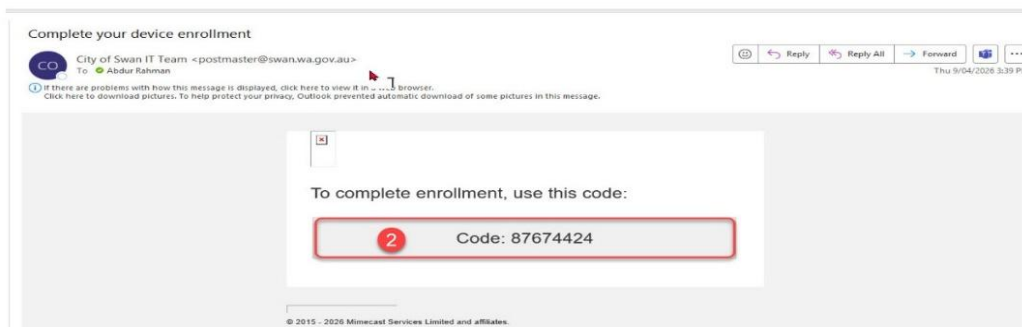 Complete your device enrollment
CO
City of Swan IT Team <postmaster@swan.wa.gov.au>
To Abdur Rahman
Reply
Reply All
Forward
Thu 9/04/2026 3:39 P
If there are problems with how this message is displayed, click here to view it in browser.
Click here to download pictures. To help protect your privacy, Outlook prevented automatic download of some pictures in this message.
To complete enrollment, use this code:
2
Code: 87674424
© 2015 - 2026 Mimecast Services Limited and affiliates.